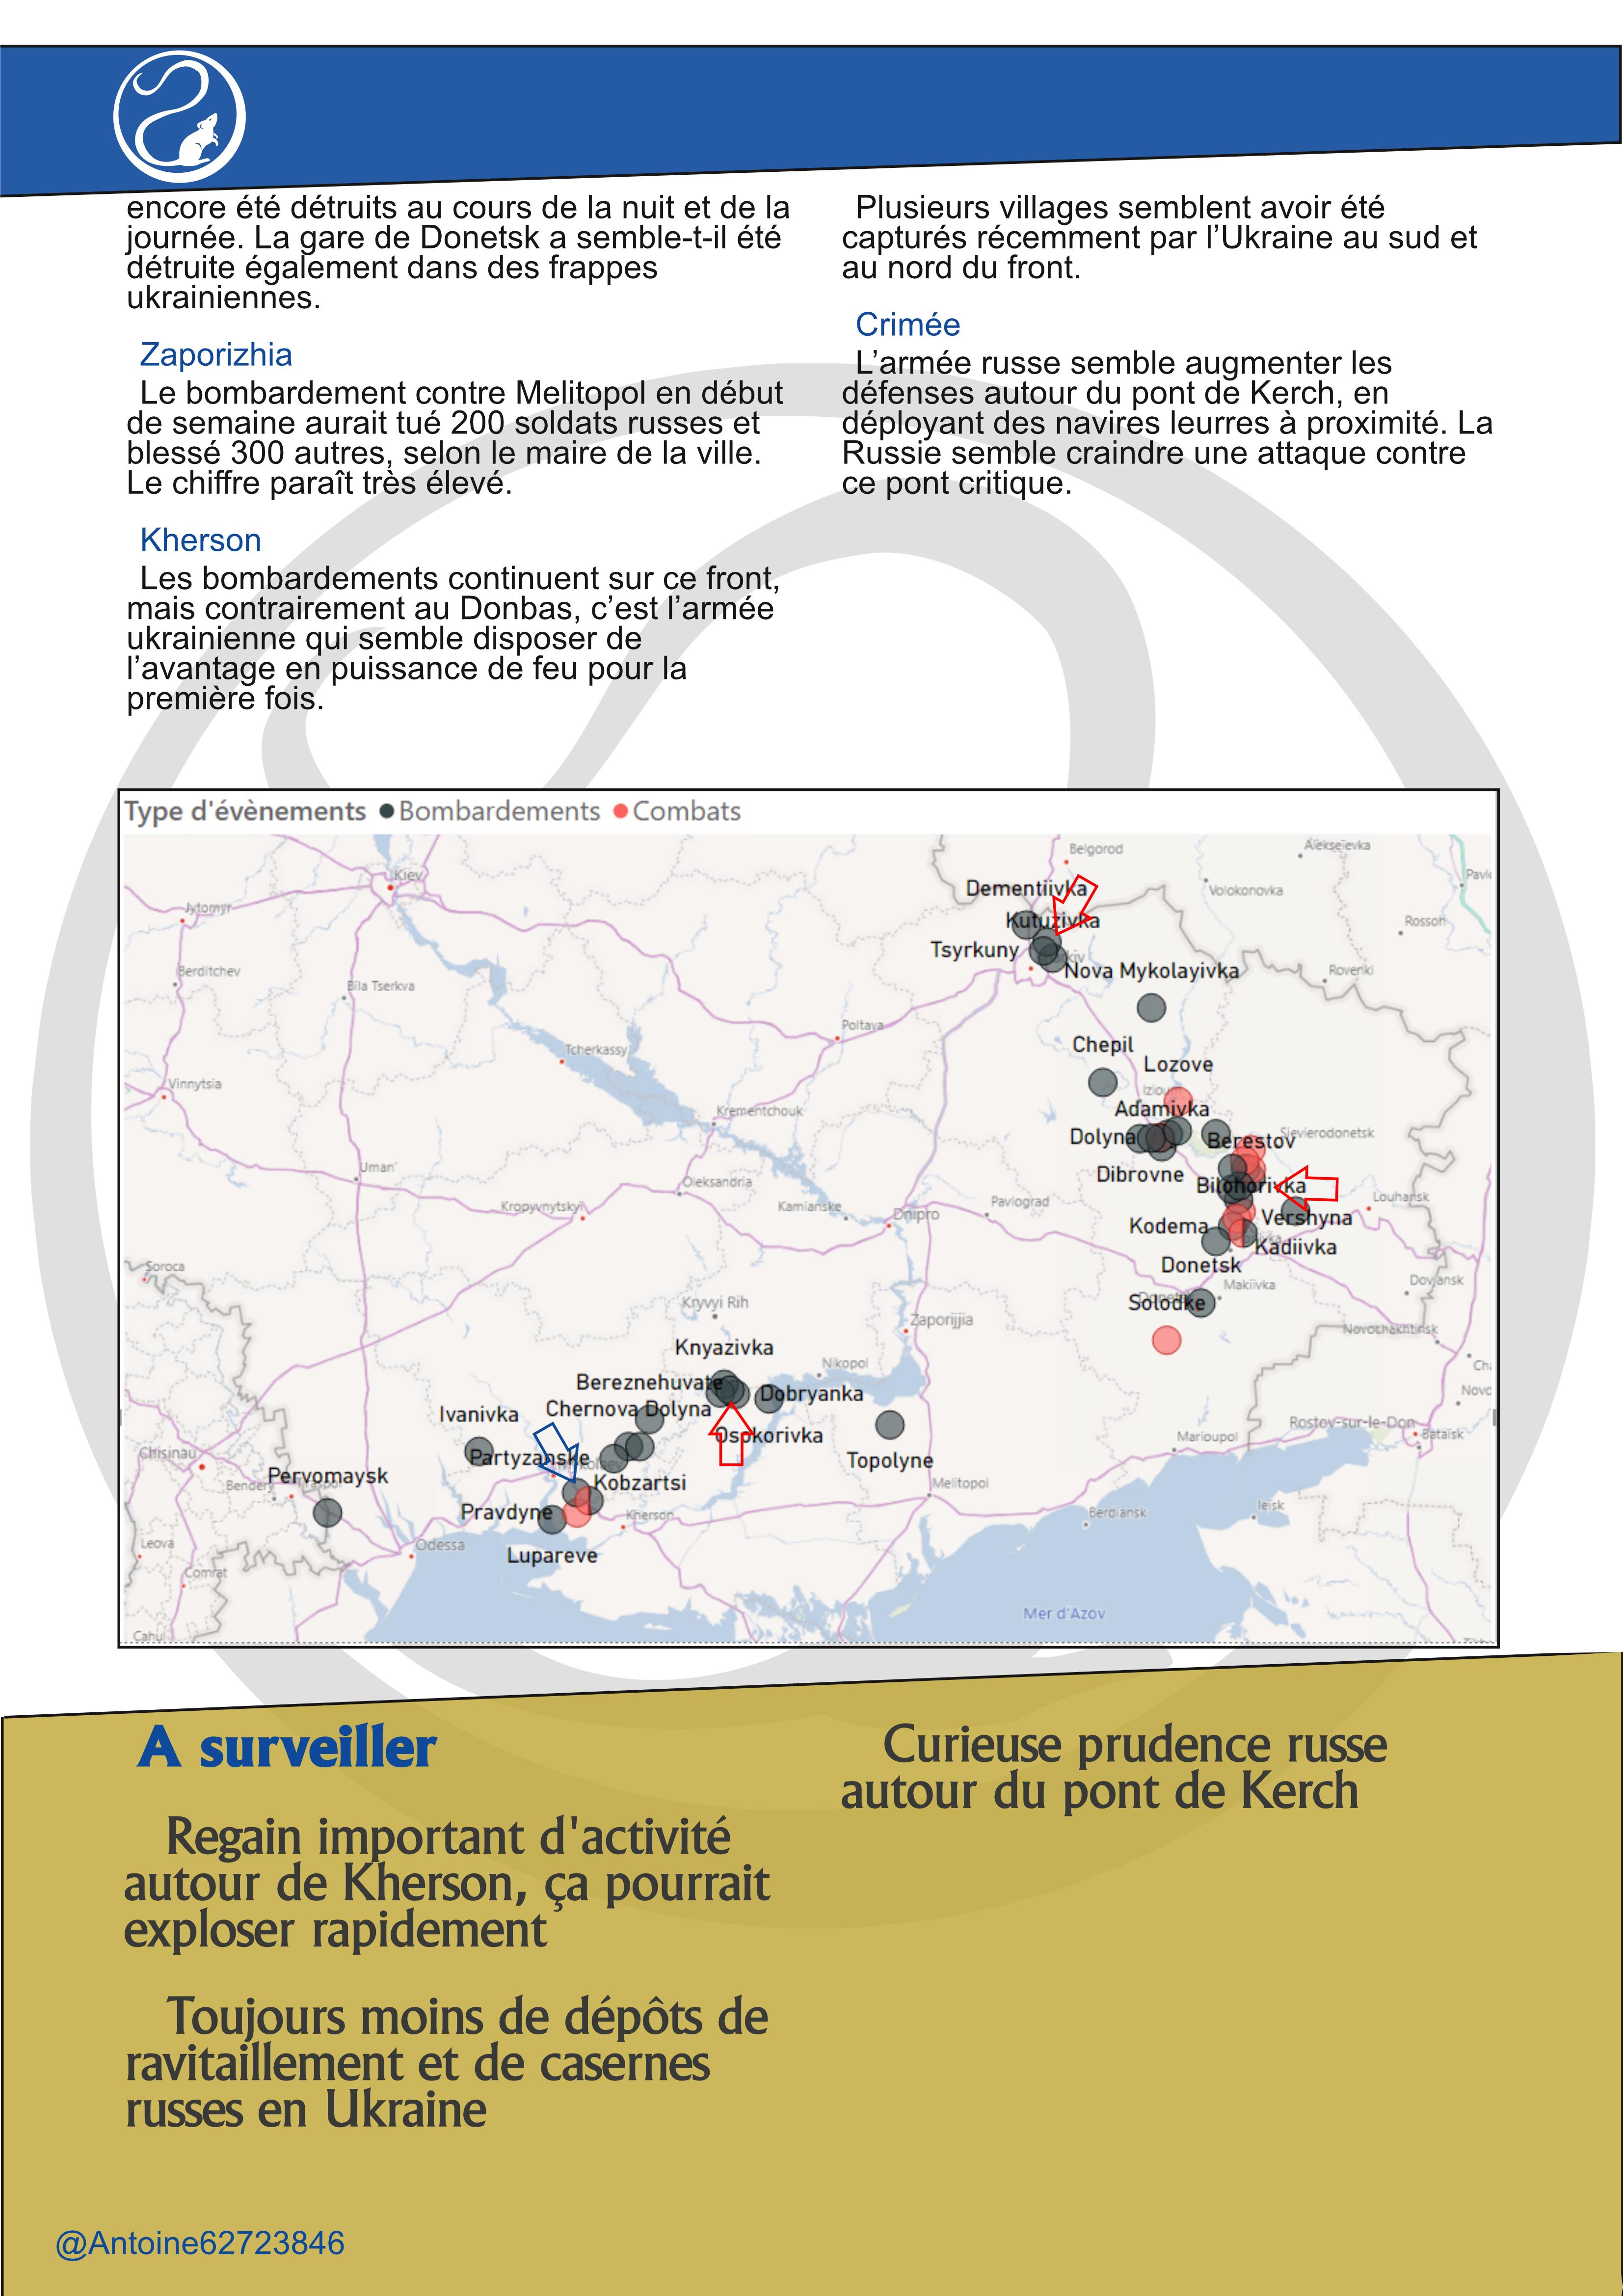 encore été détruits au cours de la nuit et de la
journée. La gare de Donetsk a semble-t-il été
détruite également dans des frappes
ukrainiennes.
Zaporizhia
Le bombardement contre Melitopol en début
de semaine aurait tué 200 soldats russes et
blessé 300 autres, selon le maire de la ville.
Le chiffre paraît très élevé.
Kherson
Les bombardements continuent sur ce front,
mais contrairement au Donbas, c’est l’armée
ukrainienne qui semble disposer de
l’avantage en puissance de feu pour la
première fois.
Plusieurs villages semblent avoir été
capturés récemment par l’Ukraine au sud et
au nord du front.
Crimée
L’armée russe semble augmenter les
défenses autour du pont de Kerch, en
déployant des navires leurres à proximité. La
Russie semble craindre une attaque contre
ce pont critique.
Type d'évènements Bombardements Combats
Belgorod
Alekseïevka
Kiev
Dementiivka
Volokonovka
Jytomyr
Kutuzivka
Rossoh
Tsyrkuny
Nova Mykolayivka
Berditchev
Rovenki
Bila Tserkva
Poltava
Chepil
Tcherkassy
Lozove
Vinnytsia
Izioum
Krementchouk
Adamivka
Dolyna
Berestov
Sievierodonetsk
Uman'
Dibrovne
Oleksandria
Bilohorivka
Louhansk
Kropyvnytskyi
Kamianske
Dnipro
Pavlograd
Vershyna
Kodema
Kadiivka
Soroca
Donetsk
Makiïvka
Dovjansk
Kryvyi Rih
Solodke
Zaporijjia
Novochakhtinsk
Knyazivka
Nikopol
Bereznehuvate
Dobryanka
Ivanivka
Chernova Dolyna
Osokorivka
Rostov-sur-le-Don
Bataïsk
Chisinau
Partyzanske
Topolyne
Marioupol
Pervomaysk
Bendery
Kobzartsi
Melitopol
Pravdyne
Kherson
Berdiansk
Ieïsk
Leova
Odessa
Lupareve
Comrat
Mer d'Azov
Cahul
A surveiller
Regain important d'activité
autour de Kherson, ça pourrait
exploser rapidement
Toujours moins de dépôts de
ravitaillement et de casernes
russes en Ukraine
Curieuse prudence russe
autour du pont de Kerch
@Antoine62723846